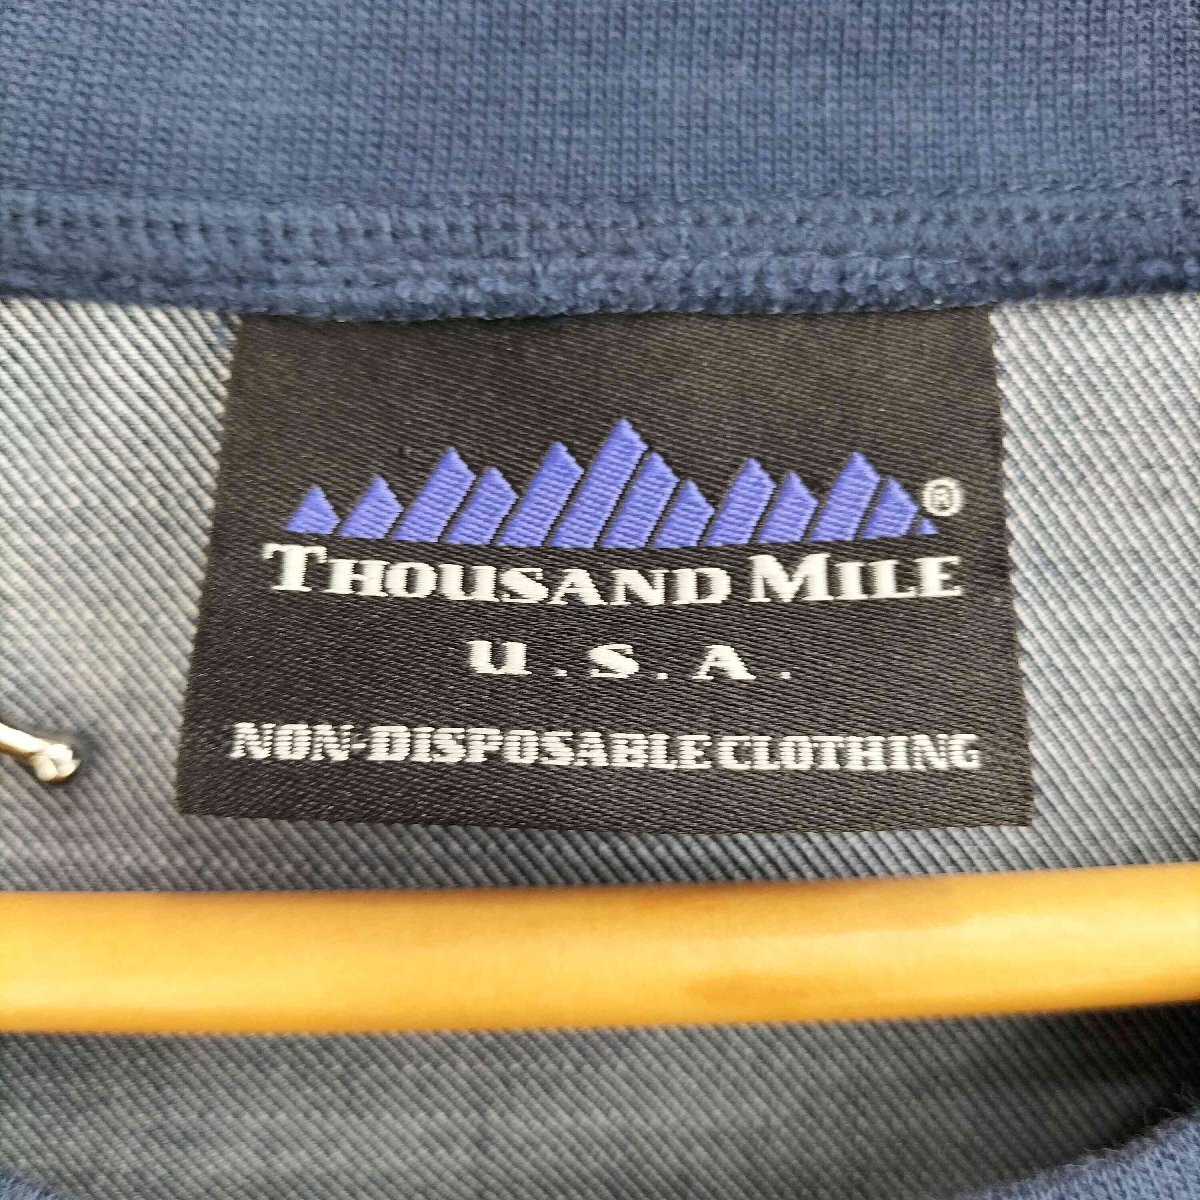 ®
THOUSAND MILE
U.S.A.
NON-DISPOSABLE CLOTHING